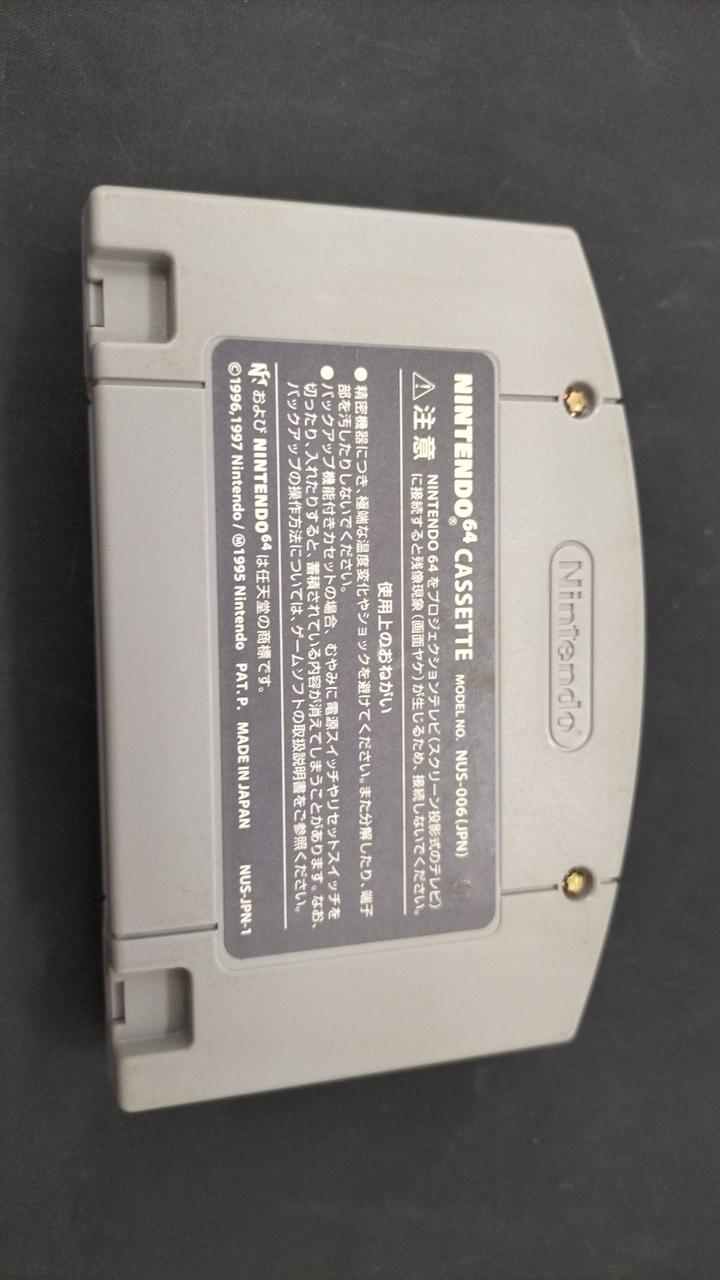 Nintendo®
NINTENDO64® CASSETTE MODEL NO. NUS-006(JPN)
⚠注意 NINTENDO 64 をプロジェクションテレビ(スクリーン投影式のテレビ)
に接続すると残像現象(画面ヤケ)が生じるため、接続しないでください。
使用上のおねがい
●精密機器につき、極端な温度変化やショックを避けてください。また分解したり、端子
部を汚したりしないでください。
●バックアップ機能付きカセットの場合、むやみに電源スイッチやリセットスイッチを
切ったり、入れたりすると、蓄積されている内容が消えてしまうことがあります。なお、
バックアップの操作方法については、ゲームソフトの取扱説明書をご参照ください。
および NINTENDO64 は任天堂の商標です。
©1996,1997 Nintendo/Ⓜ1995 Nintendo PAT.P. MADE IN JAPAN NUS-JPN-1